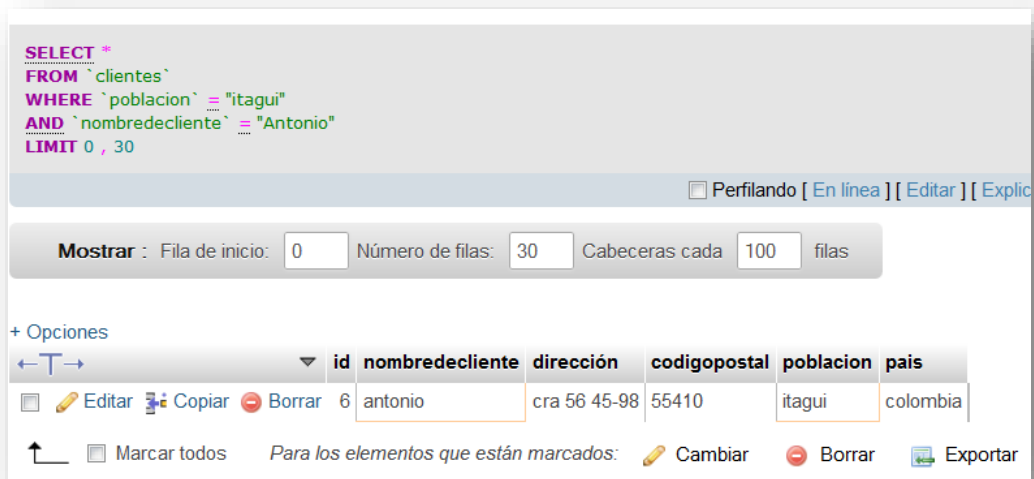 SELECT *
FROM `clientes`
WHERE `poblacion` = "itagui"
AND `nombredecliente` = "Antonio"
LIMIT 0 , 30
Perfilando [ En línea ] [ Editar ] [ Explic
Mostrar : Fila de inicio: 0 Número de filas: 30 Cabeceras cada 100 filas
+ Opciones
←T→ id nombredecliente dirección codigopostal poblacion pais
Editar Copiar Borrar 6 antonio cra 56 45-98 55410 itagui colombia
Marcar todos Para los elementos que están marcados: Cambiar Borrar Exportar